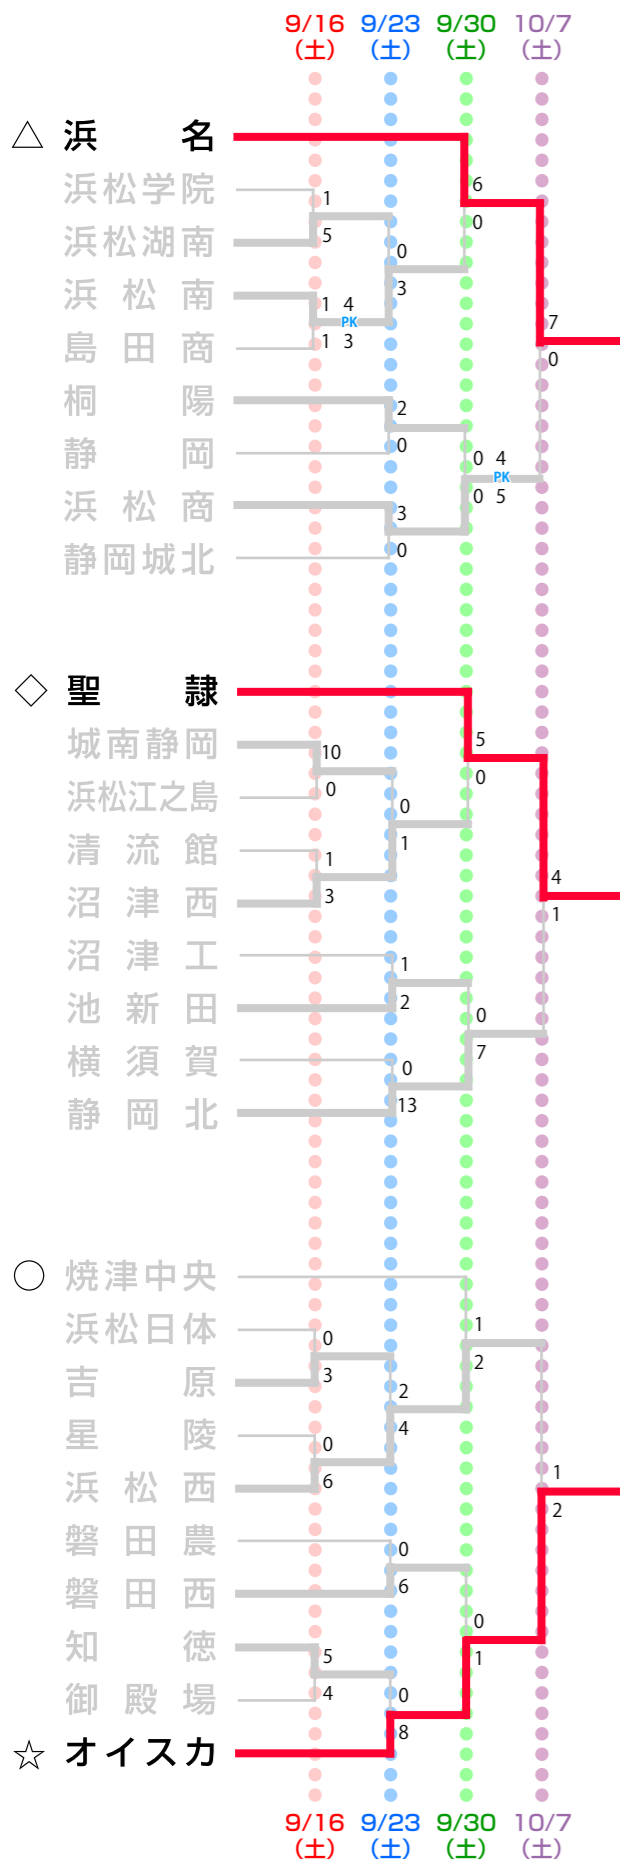 9/16 9/23 9/30 10/7
(土) (土) (土) (土)
△ 浜名
6
浜松学院
1
0
浜松湖南
5
0
3
浜松南
1 4
PK
7
島田商
1 3
0
桐陽
2
静岡
0
0 4
PK
浜松商
3
0 5
静岡城北
0
◇ 聖隷
5
城南静岡
10
0
浜松江之島
0
0
清流館
1
1
4
沼津西
3
1
沼津工
1
池新田
2
0
横須賀
0
7
静岡北
13
○ 焼津中央
1
浜松日体
0
2
吉原
3
2
星陵
0
4
浜松西
6
1
2
磐田農
0
磐田西
6
0
知徳
5
1
御殿場
4
0
☆ オイスカ
8
9/16 9/23 9/30 10/7
(土) (土) (土) (土)